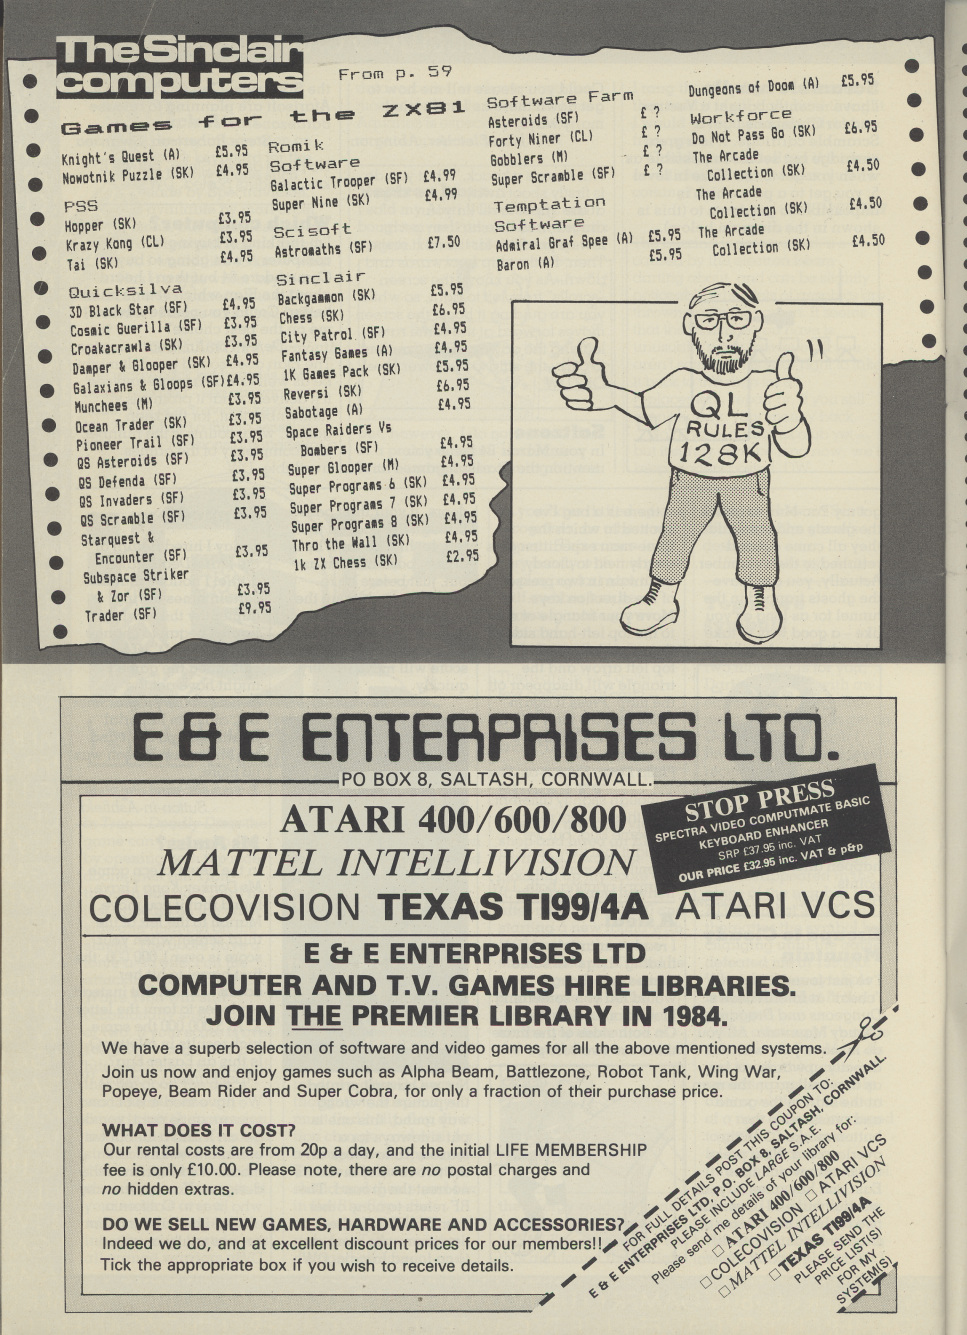 The Sinclair
computers
From p. 59
Games for the ZX81
Knight's Quest (A) £5.95
Nowotnik Puzzle (SK) £4.95
PSS
Hopper (SK) £3.95
Krazy Kong (CL) £3.95
Tai (SK) £4.95
Quicksilva
3D Black Star (SF) £4.95
Cosmic Guerilla (SF) £3.95
Croakacrawla (SK) £3.95
Damper & Glooper (SK) £4.95
Galaxians & Gloops (SF) £4.95
Munchees (M) £3.95
Ocean Trader (SK) £3.95
Pioneer Trail (SF) £3.95
QS Asteroids (SF) £3.95
QS Defenda (SF) £3.95
QS Invaders (SF) £3.95
QS Scramble (SF) £3.95
Starquest &
Encounter (SF) £3.95
Subspace Striker
& Zor (SF) £3.95
Trader (SF) £9.95
Romik
Software
Galactic Trooper (SF) £4.99
Super Nine (SK) £4.99
Scisoft
Astromaths (SF) £7.50
Sinclair
Backgammon (SK) £5.95
Chess (SK) £6.95
City Patrol (SF) £4.95
Fantasy Games (A) £4.95
1K Games Pack (SK) £5.95
Reversi (SK) £6.95
Sabotage (A) £4.95
Space Raiders Vs
Bombers (SF) £4.95
Super Glooper (M) £4.95
Super Programs 6 (SK) £4.95
Super Programs 7 (SK) £4.95
Super Programs 8 (SK) £4.95
Thro the Wall (SK) £4.95
1k ZX Chess (SK) £2.95
Software Farm
Asteroids (SF) £ ?
Forty Niner (CL) £ ?
Gobblers (M) £ ?
Super Scramble (SF) £ ?
Temptation
Software
Admiral Graf Spee (A) £5.95
Baron (A) £5.95
Dungeons of Doom (A) £5.95
Workforce
Do Not Pass Go (SK) £6.95
The Arcade
Collection (SK) £4.50
The Arcade
Collection (SK) £4.50
The Arcade
Collection (SK) £4.50
QL
RULES
128K
E & E ENTERPRISES LTD.
PO BOX 8, SALTASH, CORNWALL.
ATARI 400/600/800
MATTEL INTELLIVISION
COLECOVISION TEXAS TI99/4A ATARI VCS
STOP PRESS
SPECTRA VIDEO COMPUTMATE BASIC
KEYBOARD ENHANCER
SRP £37.95 inc. VAT
OUR PRICE £32.95 inc. VAT & p&p
E & E ENTERPRISES LTD
COMPUTER AND T.V. GAMES HIRE LIBRARIES.
JOIN THE PREMIER LIBRARY IN 1984.
We have a superb selection of software and video games for all the above mentioned systems.
Join us now and enjoy games such as Alpha Beam, Battlezone, Robot Tank, Wing War,
Popeye, Beam Rider and Super Cobra, for only a fraction of their purchase price.
WHAT DOES IT COST?
Our rental costs are from 20p a day, and the initial LIFE MEMBERSHIP
fee is only £10.00. Please note, there are no postal charges and
no hidden extras.
DO WE SELL NEW GAMES, HARDWARE AND ACCESSORIES?
Indeed we do, and at excellent discount prices for our members!!
Tick the appropriate box if you wish to receive details.
FOR FULL DETAILS POST THIS COUPON TO:
E & E ENTERPRISES LTD, P.O. BOX 8, SALTASH, CORNWALL
PLEASE INCLUDE LARGE S.A.E.
Please send me details of your library for:
□ ATARI 400/600/800
□ COLECOVISION □ ATARI VCS
□ MATTEL INTELLIVISION
□ TEXAS TI99/4A
PLEASE SEND THE
PRICE LIST(S)
FOR MY
SYSTEM(S)